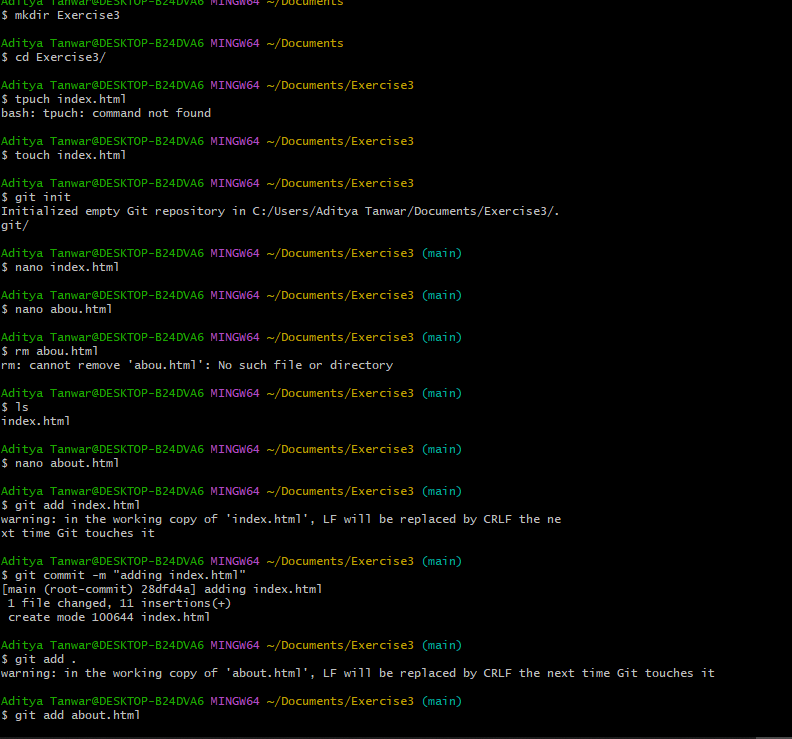 Aditya Tanwar@DESKTOP-B24DVA6 MINGW64 ~/Documents
$ mkdir Exercise3
Aditya Tanwar@DESKTOP-B24DVA6 MINGW64 ~/Documents
$ cd Exercise3/
Aditya Tanwar@DESKTOP-B24DVA6 MINGW64 ~/Documents/Exercise3
$ tpuch index.html
bash: tpuch: command not found
Aditya Tanwar@DESKTOP-B24DVA6 MINGW64 ~/Documents/Exercise3
$ touch index.html
Aditya Tanwar@DESKTOP-B24DVA6 MINGW64 ~/Documents/Exercise3
$ git init
Initialized empty Git repository in C:/Users/Aditya Tanwar/Documents/Exercise3/.
git/
Aditya Tanwar@DESKTOP-B24DVA6 MINGW64 ~/Documents/Exercise3 (main)
$ nano index.html
Aditya Tanwar@DESKTOP-B24DVA6 MINGW64 ~/Documents/Exercise3 (main)
$ nano abou.html
Aditya Tanwar@DESKTOP-B24DVA6 MINGW64 ~/Documents/Exercise3 (main)
$ rm abou.html
rm: cannot remove 'abou.html': No such file or directory
Aditya Tanwar@DESKTOP-B24DVA6 MINGW64 ~/Documents/Exercise3 (main)
$ ls
index.html
Aditya Tanwar@DESKTOP-B24DVA6 MINGW64 ~/Documents/Exercise3 (main)
$ nano about.html
Aditya Tanwar@DESKTOP-B24DVA6 MINGW64 ~/Documents/Exercise3 (main)
$ git add index.html
warning: in the working copy of 'index.html', LF will be replaced by CRLF the ne
xt time Git touches it
Aditya Tanwar@DESKTOP-B24DVA6 MINGW64 ~/Documents/Exercise3 (main)
$ git commit -m "adding index.html"
[main (root-commit) 28dfd4a] adding index.html
 1 file changed, 11 insertions(+)
 create mode 100644 index.html
Aditya Tanwar@DESKTOP-B24DVA6 MINGW64 ~/Documents/Exercise3 (main)
$ git add .
warning: in the working copy of 'about.html', LF will be replaced by CRLF the next time Git touches it
Aditya Tanwar@DESKTOP-B24DVA6 MINGW64 ~/Documents/Exercise3 (main)
$ git add about.html